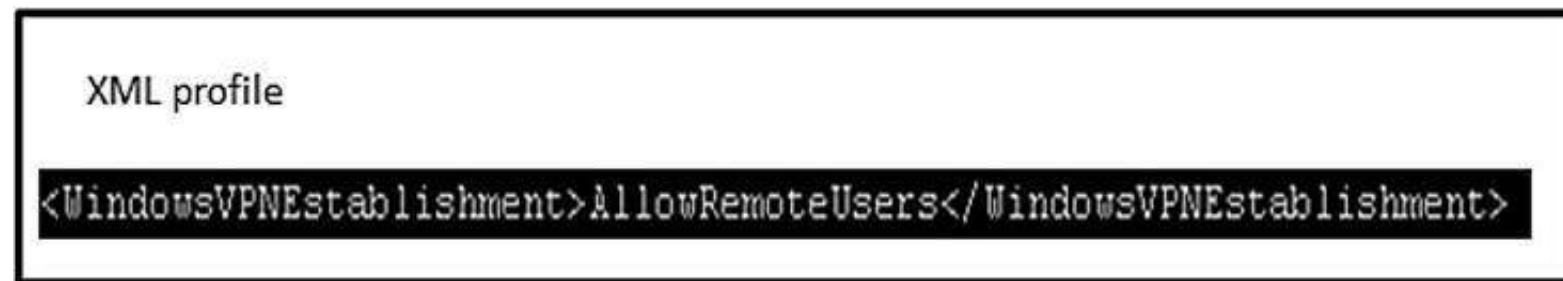 XML profile
<WindowsVPNEstablishment>AllowRemoteUsers</WindowsVPNEstablishment>